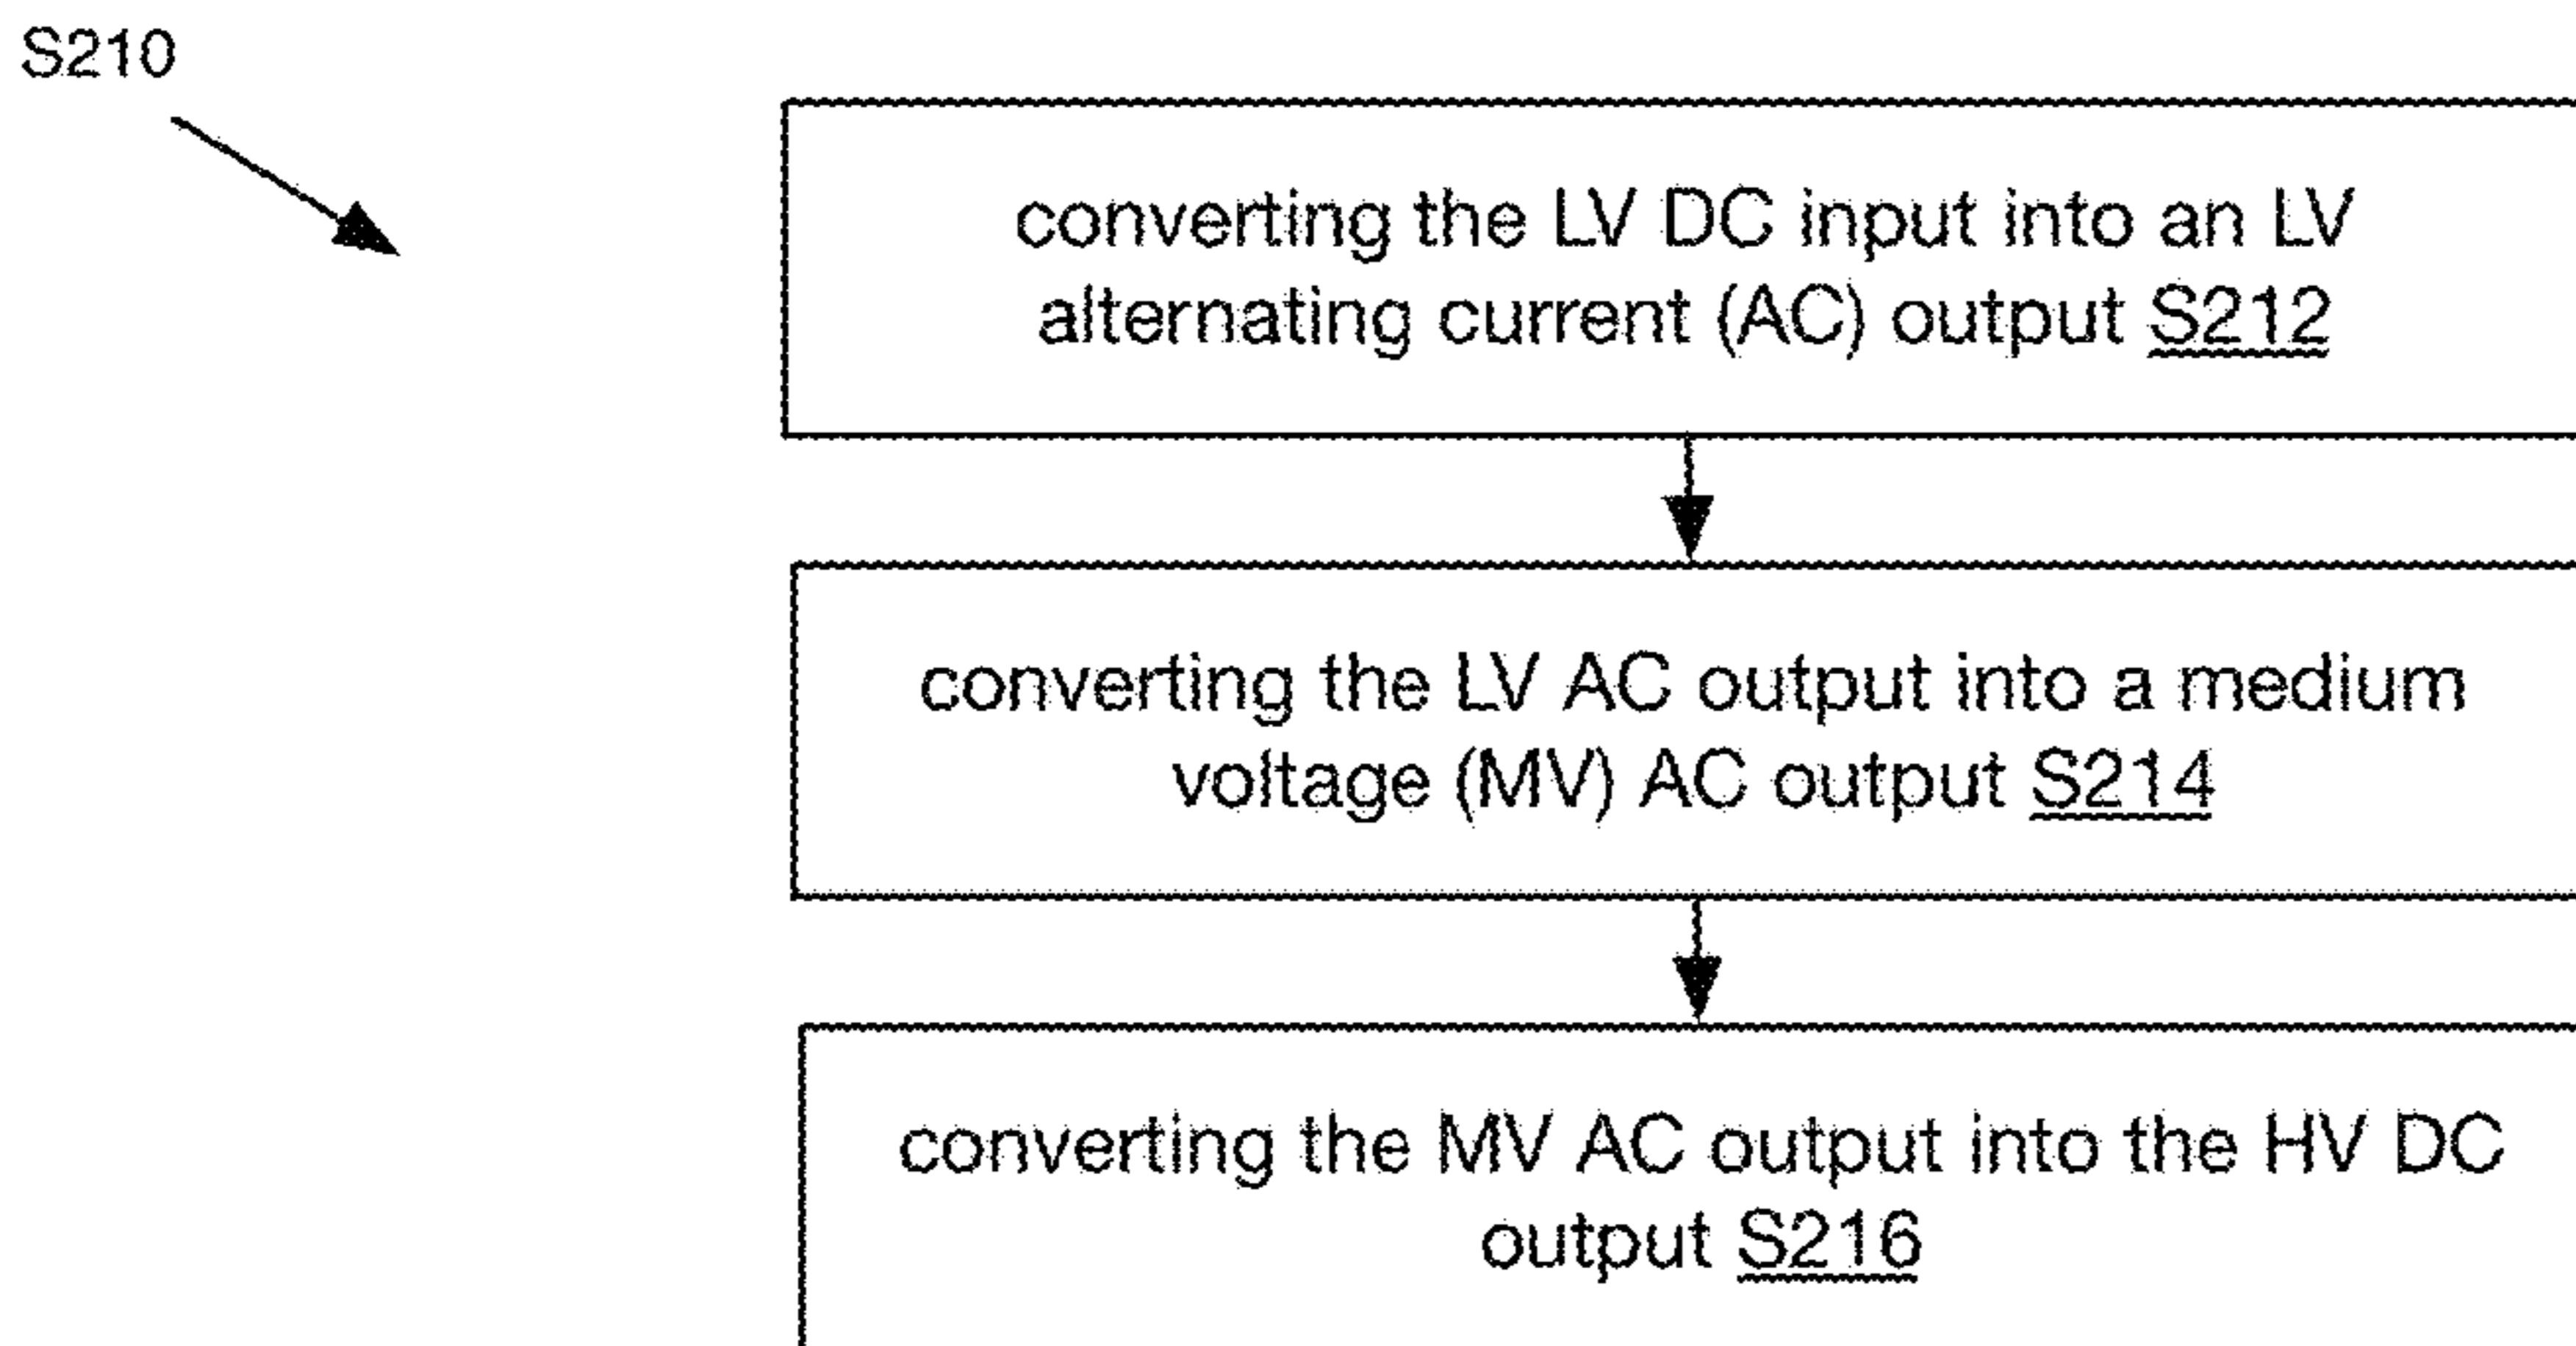 S210
converting the LV DC input into an LV
alternating current (AC) output S212
converting the LV AC output into a medium
voltage (MV) AC output S214
converting the MV AC output into the HV DC
output S216